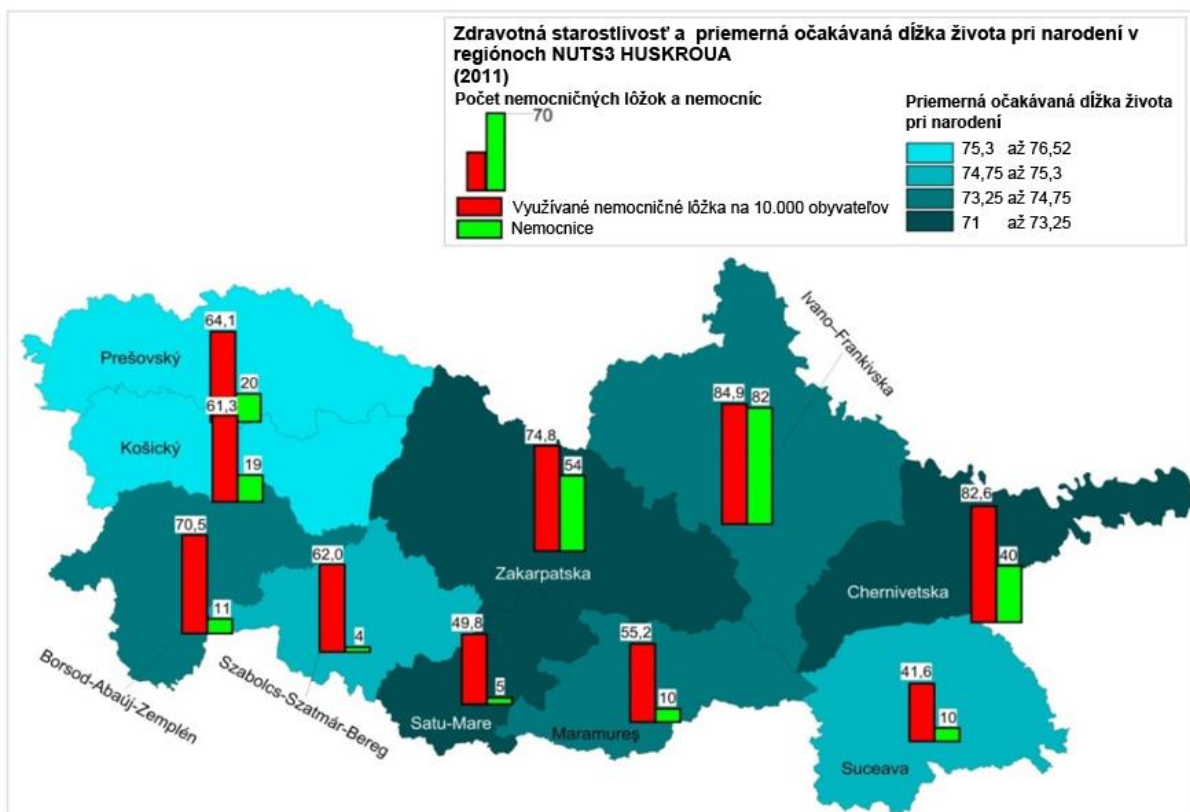 Zdravotná starostlivosť a priemerná očakávaná dĺžka života pri narodení v
regiónoch NUTS3 HUSKROUA
(2011)
Počet nemocničných lôžok a nemocníc
70
Využívané nemocničné lôžka na 10.000 obyvateľov
Nemocnice
Priemerná očakávaná dĺžka života
pri narodení
75,3 až 76,52
74,75 až 75,3
73,25 až 74,75
71 až 73,25
Ivano–Frankivska
64,1
Prešovský
20
61,3
Košický
19
84,9
82
74,8
54
82,6
40
70,5
11
62,0
4
Zakarpatska
Chernivetska
49,8
5
55,2
10
Borsod-Abaúj-Zemplén
Szabolcs-Szatmár-Bereg
Satu-Mare
Maramureş
41,6
10
Suceava